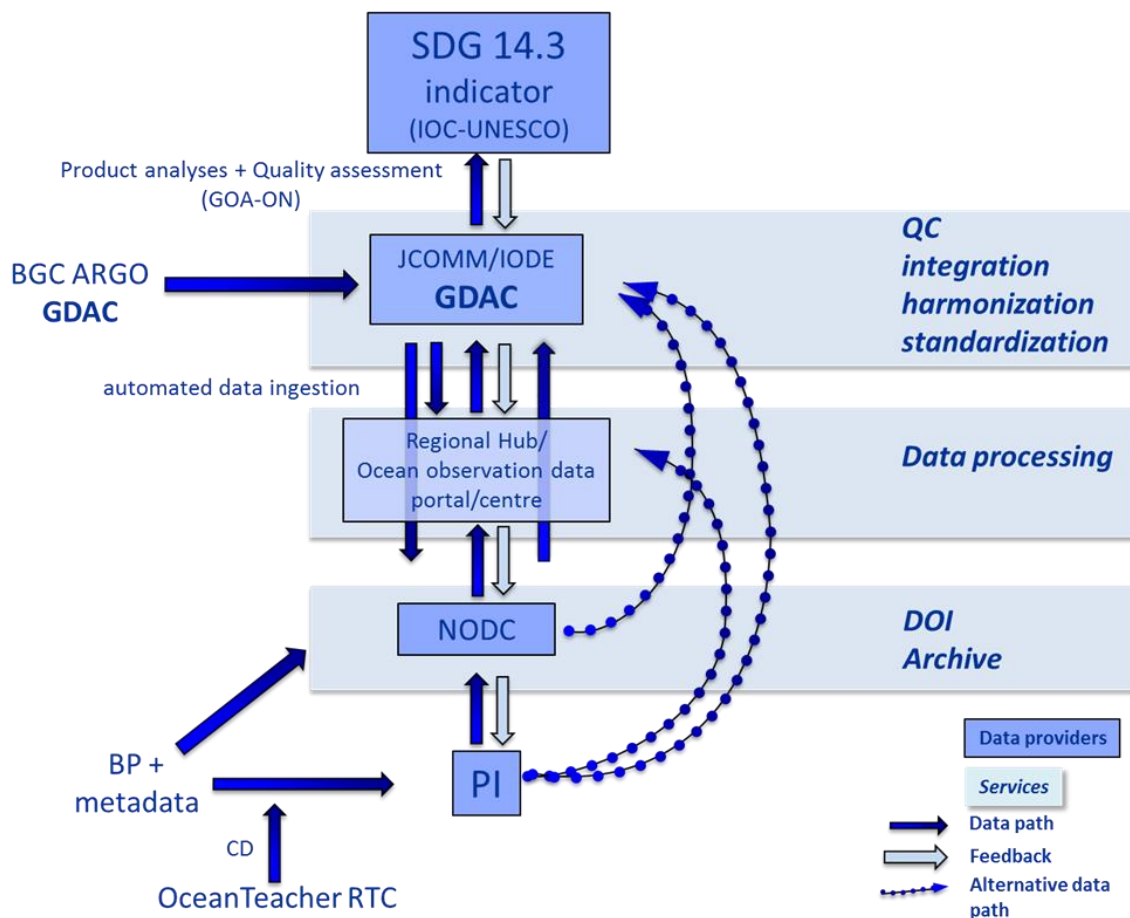 SDG 14.3
indicator
(IOC-UNESCO)
Product analyses + Quality assessment
(GOA-ON)
BGC ARGO
GDAC
JCOMM/IODE
GDAC
QC
integration
harmonization
standardization
automated data ingestion
Regional Hub/
Ocean observation data
portal/centre
Data processing
NODC
DOI
Archive
BP +
metadata
PI
CD
OceanTeacher RTC
Data providers
Services
Data path
Feedback
Alternative data
path